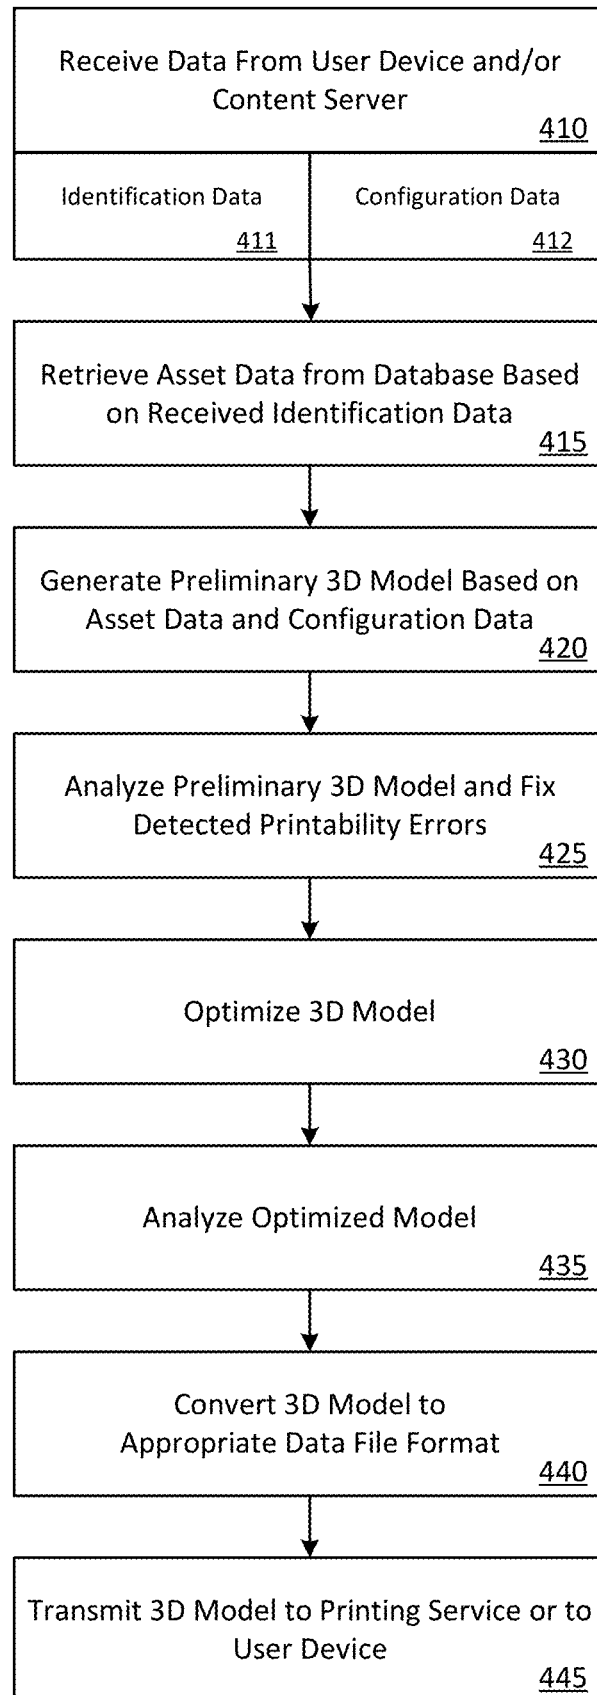 Receive Data From User Device and/or
Content Server
410
Identification Data
411
Configuration Data
412
Retrieve Asset Data from Database Based
on Received Identification Data
415
Generate Preliminary 3D Model Based on
Asset Data and Configuration Data
420
Analyze Preliminary 3D Model and Fix
Detected Printability Errors
425
Optimize 3D Model
430
Analyze Optimized Model
435
Convert 3D Model to
Appropriate Data File Format
440
Transmit 3D Model to Printing Service or to
User Device
445